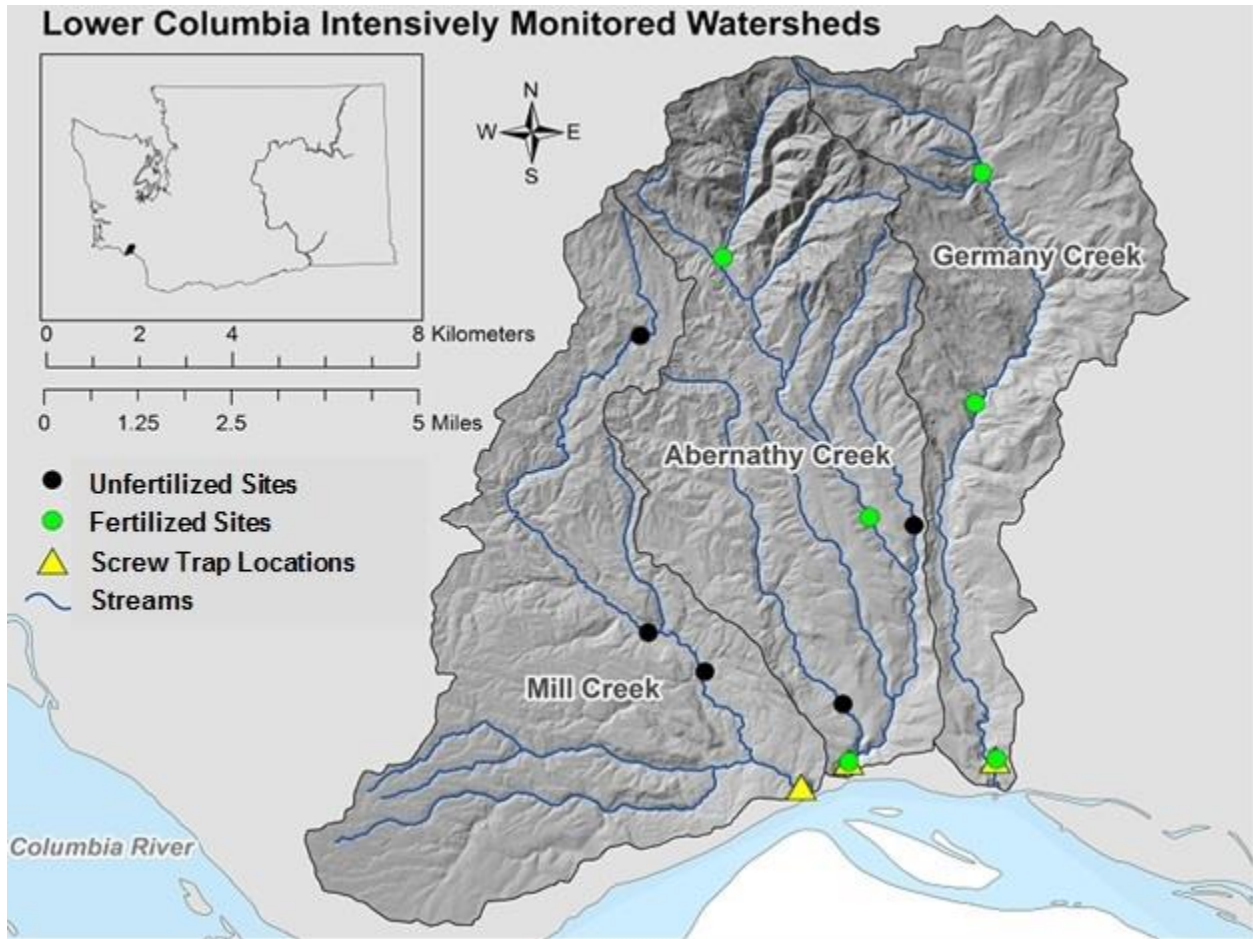 Lower Columbia Intensively Monitored Watersheds
N
W E
S
Germany Creek
0 2 4 8 Kilometers
0 1.25 2.5 5 Miles
Abernathy Creek
Unfertilized Sites
Fertilized Sites
Screw Trap Locations
Streams
Mill Creek
Columbia River